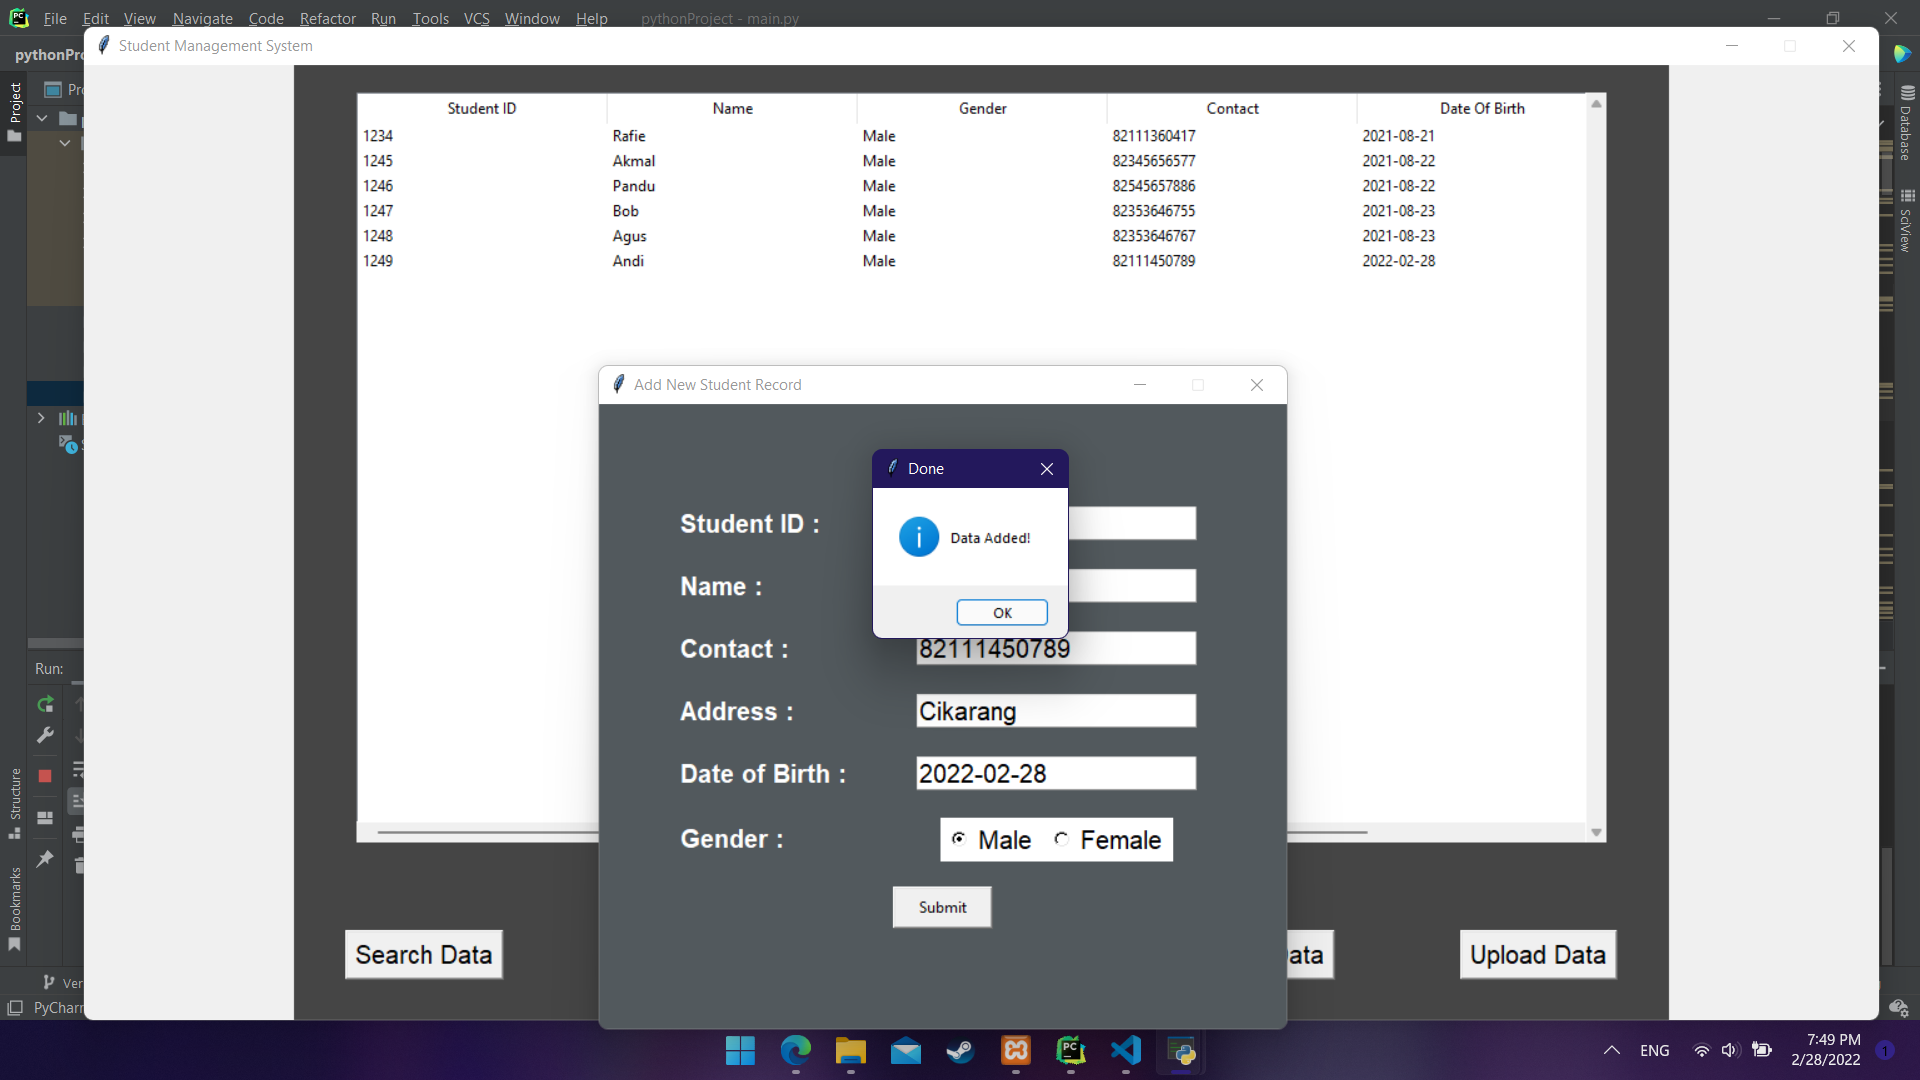 File Edit View Navigate Code Refactor Run Tools VCS Window Help pythonProject - main.py
pythonPr
Student Management System
Project
Pr
Database
SciView
Student ID Name Gender Contact Date Of Birth
1234 Rafie Male 82111360417 2021-08-21
1245 Akmal Male 82345656577 2021-08-22
1246 Pandu Male 82545657886 2021-08-22
1247 Bob Male 82353646755 2021-08-23
1248 Agus Male 82353646767 2021-08-23
1249 Andi Male 82111450789 2022-02-28
Add New Student Record
Done
Data Added!
OK
Student ID :
Name :
Contact : 82111450789
Address : Cikarang
Date of Birth : 2022-02-28
Gender : Male Female
Submit
Run:
Structure
Bookmarks
Search Data
ata
Upload Data
Ver
PyCharm
PC
ENG
7:49 PM
2/28/2022
1